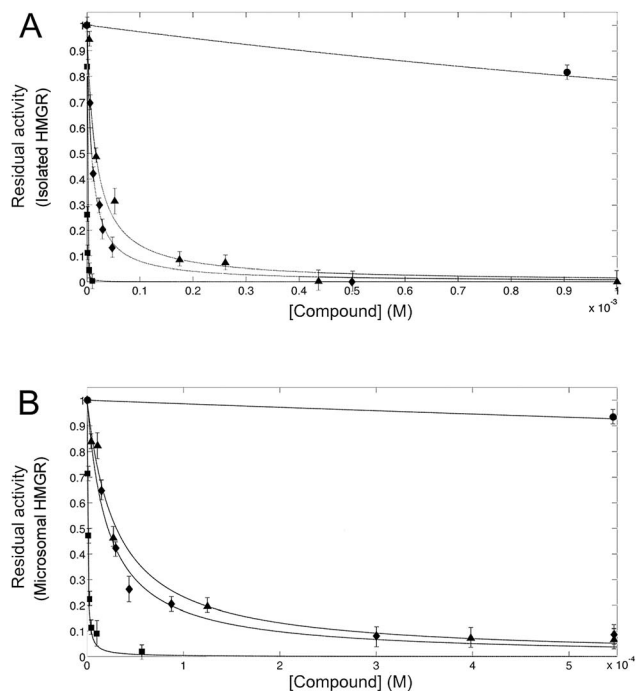 A
Residual activity
(Isolated HMGR)
1
0.9
0.8
0.7
0.6
0.5
0.4
0.3
0.2
0.1
0
0 0.1 0.2 0.3 0.4 0.5 0.6 0.7 0.8 0.9 1
x 10⁻³
[Compound] (M)
B
Residual activity
(Microsomal HMGR)
1
0.9
0.8
0.7
0.6
0.5
0.4
0.3
0.2
0.1
0
0 1 2 3 4 5 x 10⁻⁴
[Compound] (M)